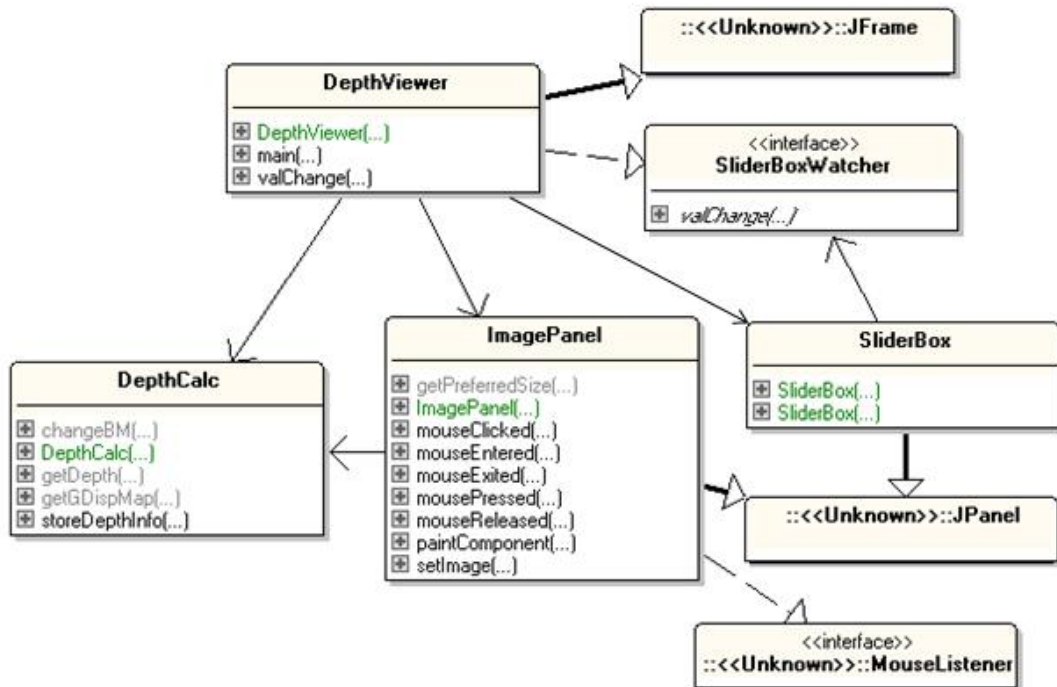 ::<<Unknown>>::JFrame
DepthViewer
DepthViewer(...)
main(...)
valChange(...)
<<interface>>
SliderBoxWatcher
valChange(...)
ImagePanel
getPreferredSize(...)
ImagePanel(...)
mouseClicked(...)
mouseEntered(...)
mouseExited(...)
mousePressed(...)
mouseReleased(...)
paintComponent(...)
setImage(...)
SliderBox
SliderBox(...)
SliderBox(...)
DepthCalc
changeBM(...)
DepthCalc(...)
getDepth(...)
getGDispMap(...)
storeDepthInfo(...)
::<<Unknown>>::JPanel
<<interface>>
::<<Unknown>>::MouseListener